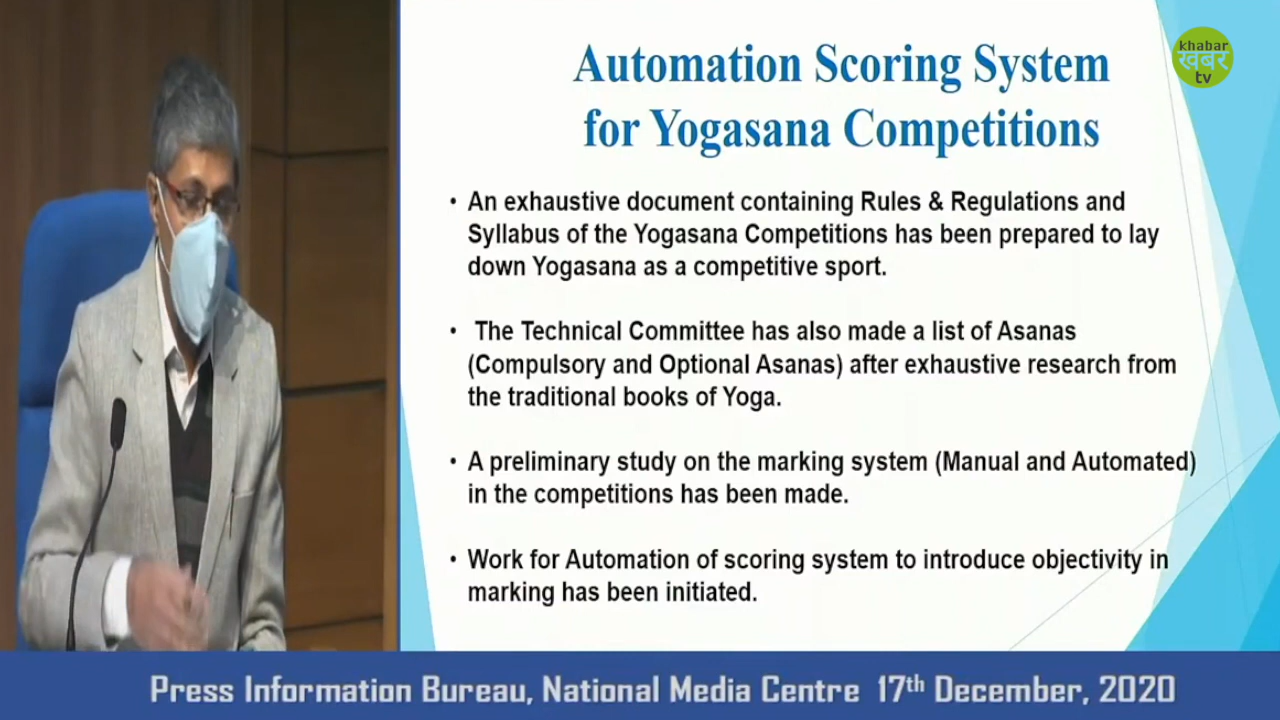 Automation Scoring System
for Yogasana Competitions
khabar
खबर
tv
• An exhaustive document containing Rules & Regulations and
Syllabus of the Yogasana Competitions has been prepared to lay
down Yogasana as a competitive sport.
• The Technical Committee has also made a list of Asanas
(Compulsory and Optional Asanas) after exhaustive research from
the traditional books of Yoga.
• A preliminary study on the marking system (Manual and Automated)
in the competitions has been made.
• Work for Automation of scoring system to introduce objectivity in
marking has been initiated.
Press Information Bureau, National Media Centre 17th December, 2020